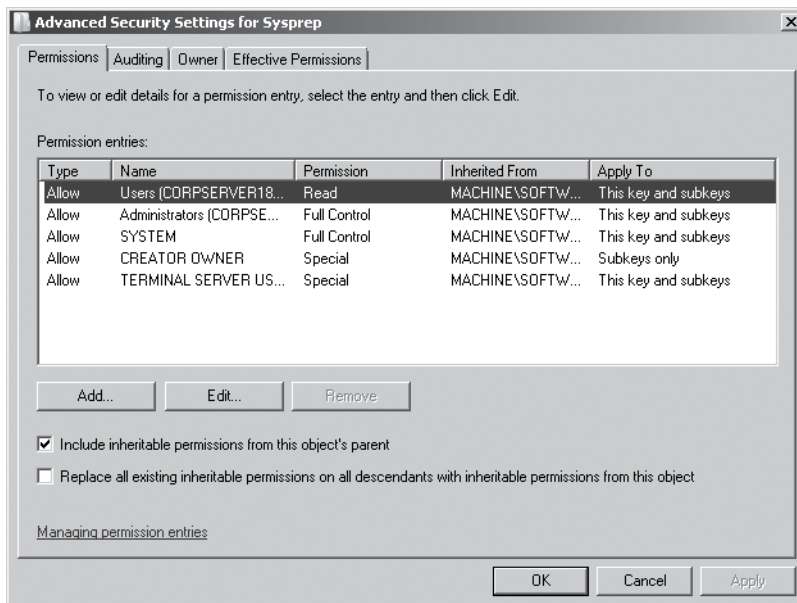 Advanced Security Settings for Sysprep
Permissions Auditing Owner Effective Permissions
To view or edit details for a permission entry, select the entry and then click Edit.
Permission entries:
Type Name Permission Inherited From Apply To
Allow Users (CORPSERVER18... Read MACHINE\SOFTW... This key and subkeys
Allow Administrators (CORPSE... Full Control MACHINE\SOFTW... This key and subkeys
Allow SYSTEM Full Control MACHINE\SOFTW... This key and subkeys
Allow CREATOR OWNER Special MACHINE\SOFTW... Subkeys only
Allow TERMINAL SERVER US... Special MACHINE\SOFTW... This key and subkeys
Add... Edit... Remove
Include inheritable permissions from this object's parent
Replace all existing inheritable permissions on all descendants with inheritable permissions from this object
Managing permission entries
OK Cancel Apply